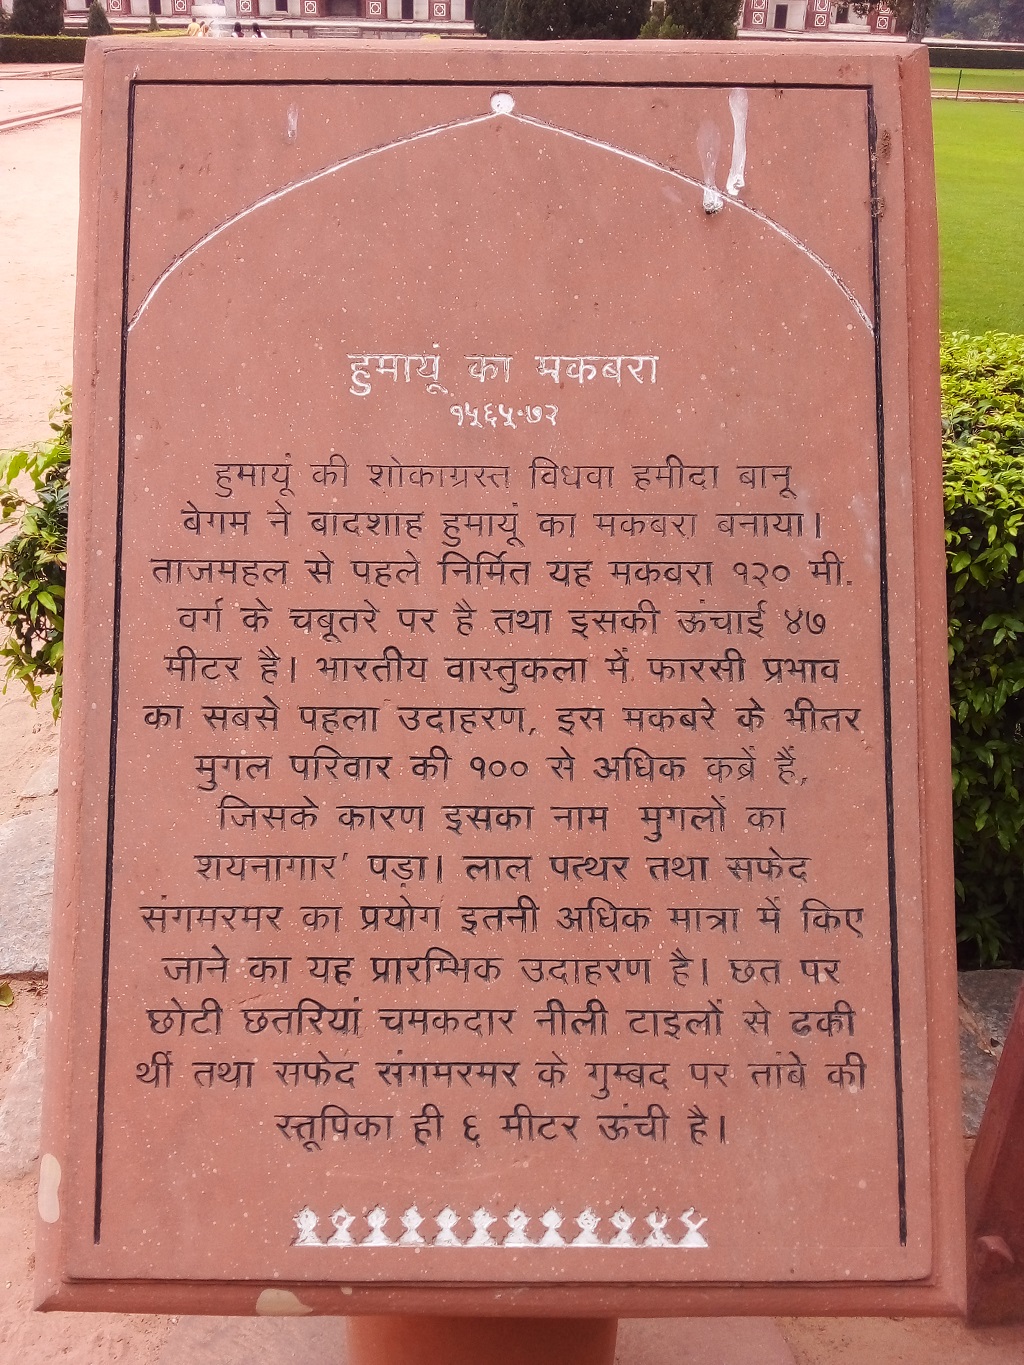 हुमायूं का मकबरा
१५६५-७२
हुमायूं की शोकाग्रस्त विधवा हमीदा बानू
बेगम ने बादशाह हुमायूं का मकबरा बनाया।
ताजमहल से पहले निर्मित यह मकबरा १२० मी.
वर्ग के चबूतरे पर है तथा इसकी ऊंचाई ४७
मीटर है। भारतीय वास्तुकला में फारसी प्रभाव
का सबसे पहला उदाहरण, इस मकबरे के भीतर
मुगल परिवार की १०० से अधिक कब्रें हैं,
जिसके कारण इसका नाम मुगलों का
शयनागार' पड़ा। लाल पत्थर तथा सफेद
संगमरमर का प्रयोग इतनी अधिक मात्रा में किए
जाने का यह प्रारम्भिक उदाहरण है। छत पर
छोटी छतरियां चमकदार नीली टाइलों से ढकी
थीं तथा सफेद संगमरमर के गुम्बद पर तांबे की
स्तूपिका ही ६ मीटर ऊंची है।